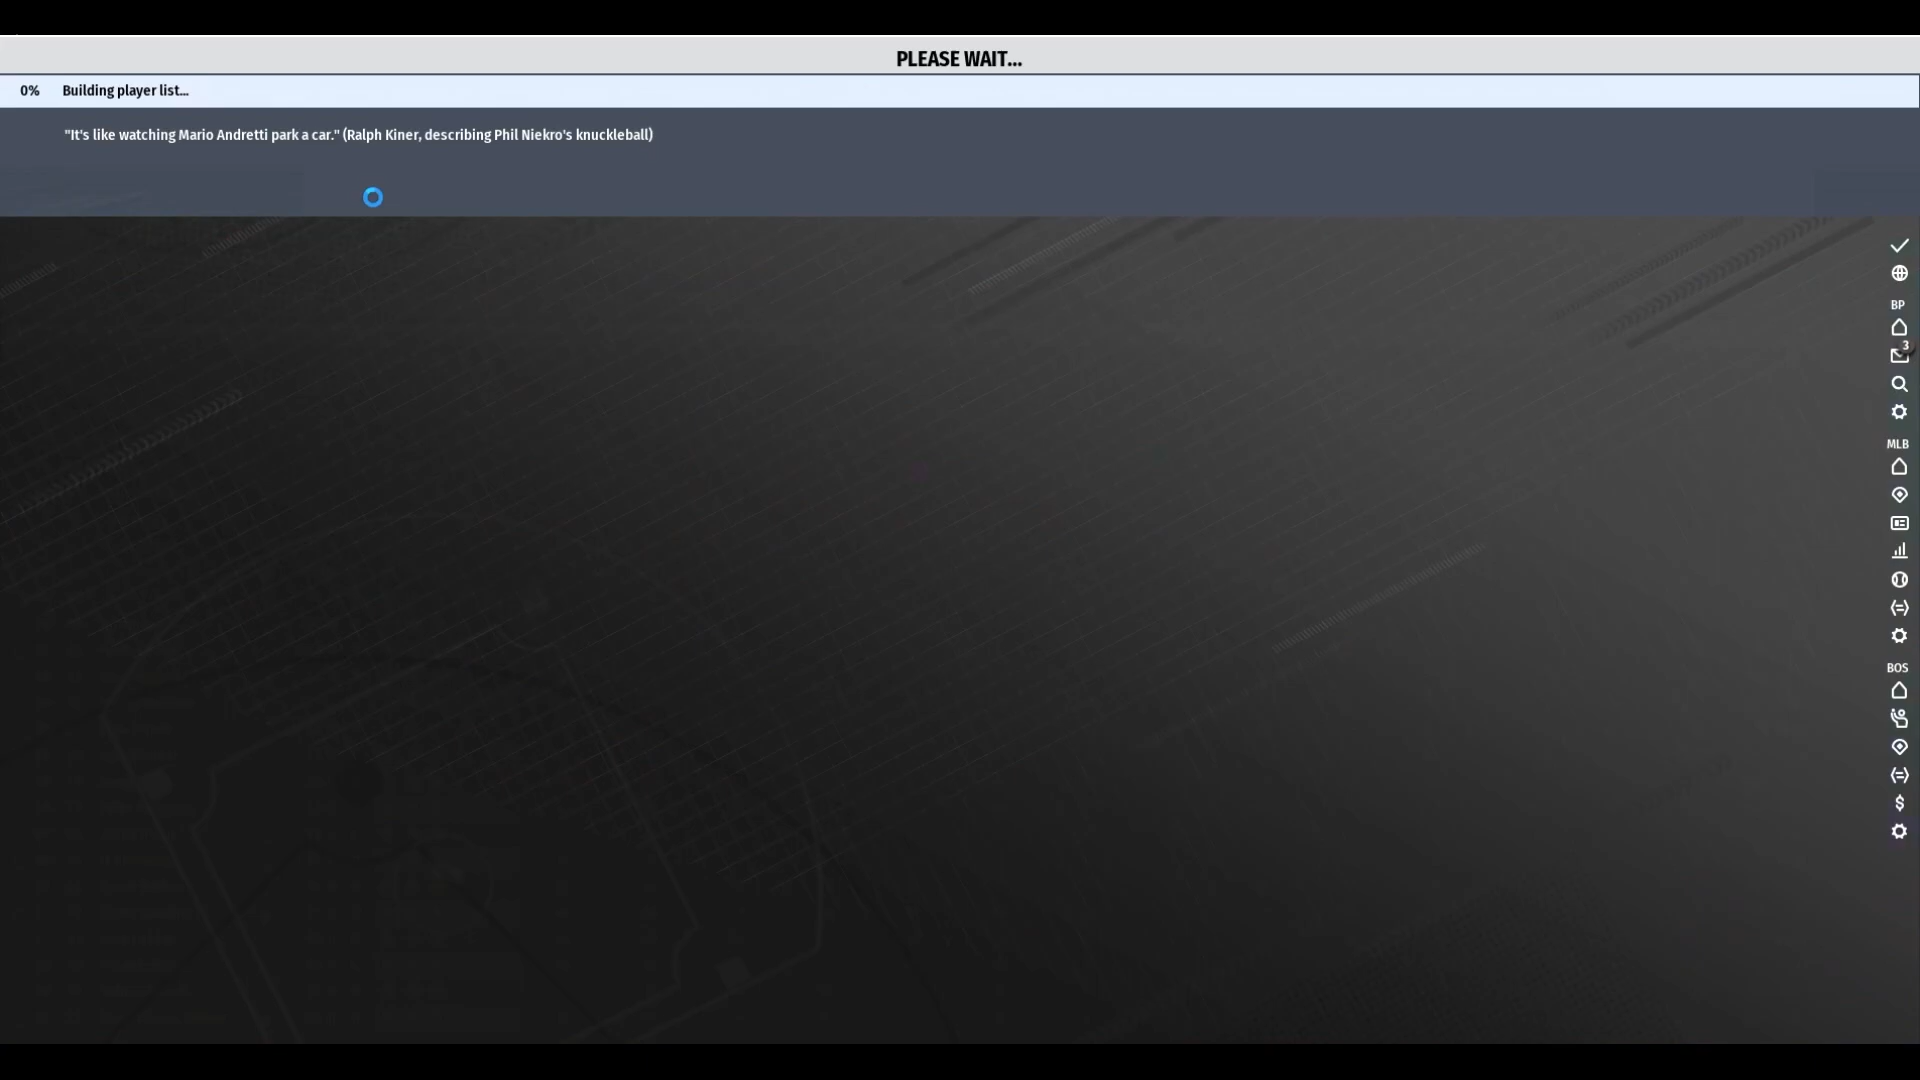 PLEASE WAIT...
0% Building player list...
"It's like watching Mario Andretti park a car." (Ralph Kiner, describing Phil Niekro's knuckleball)
BP
3
MLB
BOS